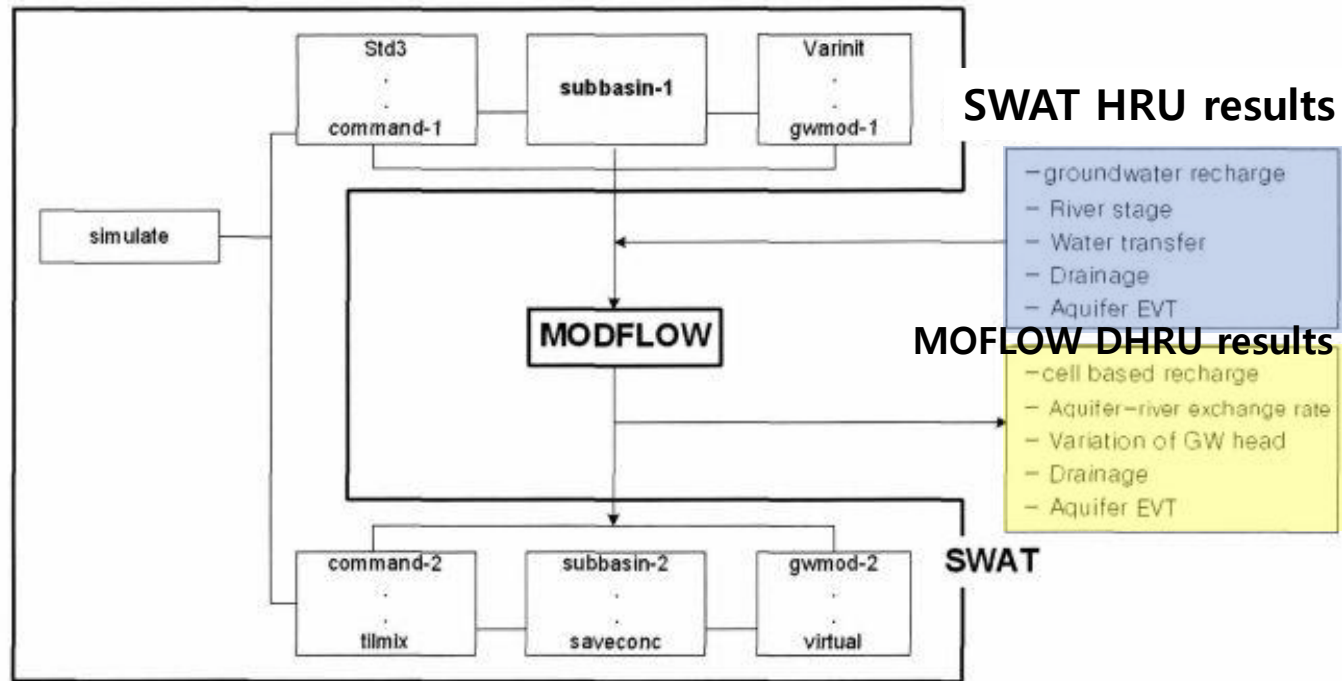 Std3
.
.
command-1
subbasin-1
Varinit
.
.
gwmod-1
SWAT HRU results
-groundwater recharge
- River stage
- Water transfer
- Drainage
- Aquifer EVT
simulate
MODFLOW
MOFLOW DHRU results
-cell based recharge
- Aquifer-river exchange rate
- Variation of GW head
- Drainage
- Aquifer EVT
command-2
.
.
tilmix
subbasin-2
.
.
saveconc
gwmod-2
.
.
virtual
SWAT